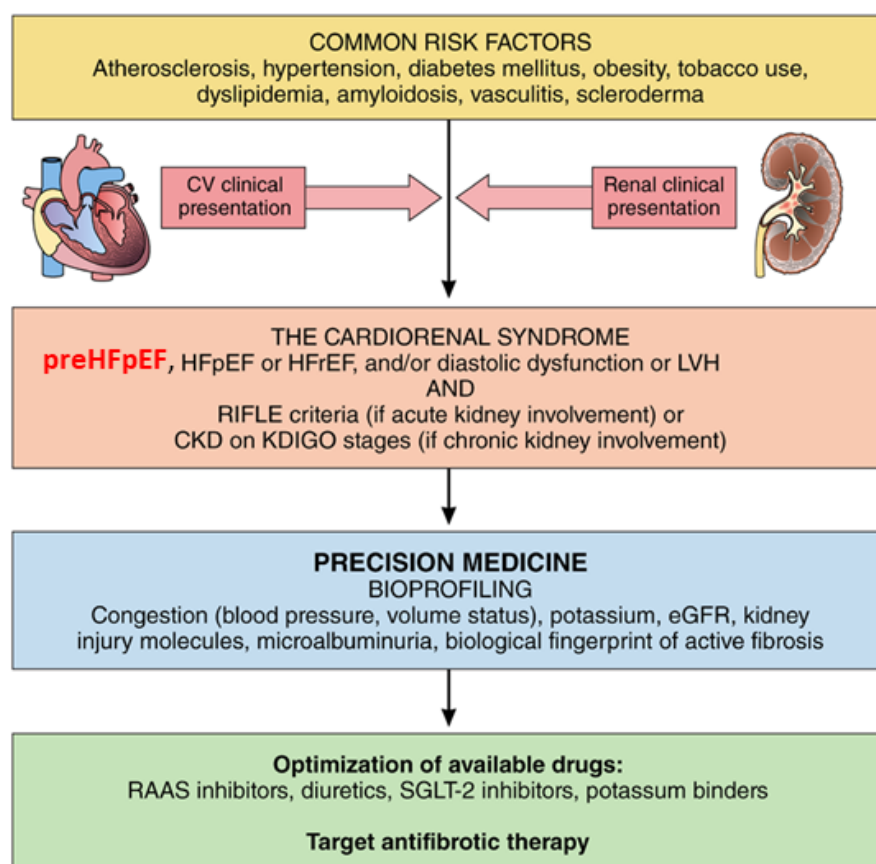 COMMON RISK FACTORS
Atherosclerosis, hypertension, diabetes mellitus, obesity, tobacco use,
dyslipidemia, amyloidosis, vasculitis, scleroderma
CV clinical
presentation
Renal clinical
presentation
THE CARDIORENAL SYNDROME
preHFpEF, HFpEF or HFrEF, and/or diastolic dysfunction or LVH
AND
RIFLE criteria (if acute kidney involvement) or
CKD on KDIGO stages (if chronic kidney involvement)
PRECISION MEDICINE
BIOPROFILING
Congestion (blood pressure, volume status), potassium, eGFR, kidney
injury molecules, microalbuminuria, biological fingerprint of active fibrosis
Optimization of available drugs:
RAAS inhibitors, diuretics, SGLT-2 inhibitors, potassum binders
Target antifibrotic therapy